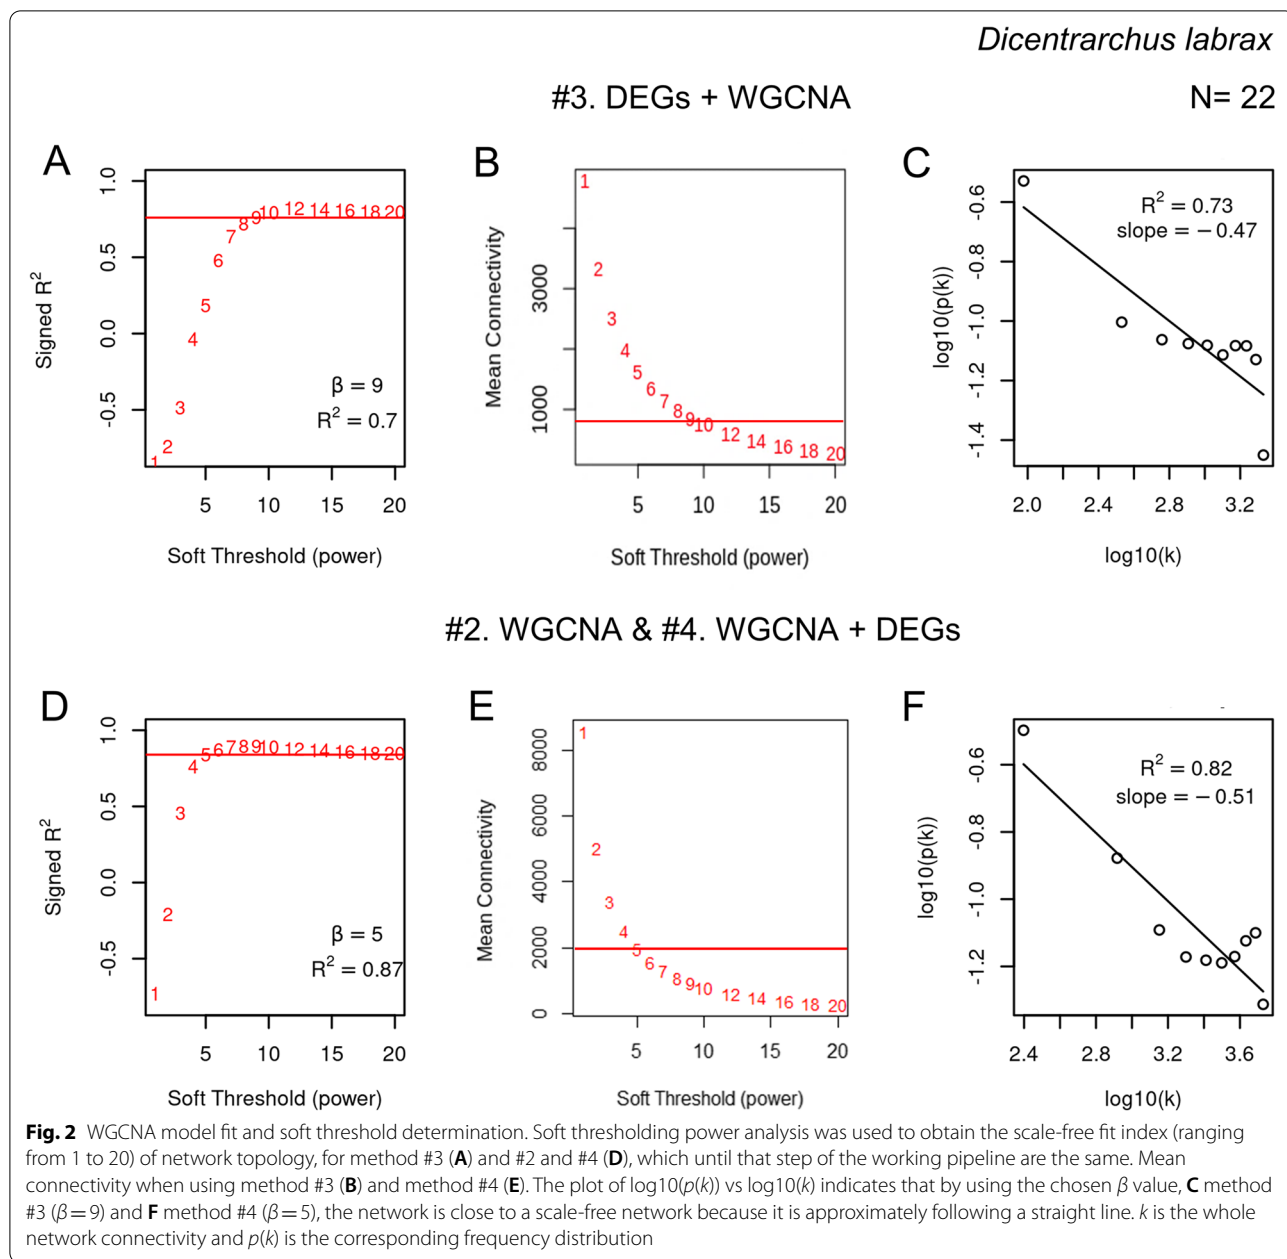 Dicentrarchus labrax
#3. DEGs + WGCNA
N= 22
A
Signed R²
1.0
0.5
0.0
-0.5
1
2
3
4
5
6
7
8
9
10
12
14
16
18
20
β = 9
R² = 0.7
5 10 15 20
Soft Threshold (power)
B
Mean Connectivity
3000
1000
1
2
3
4
5
6
7
8
9
10
12
14
16
18
20
5 10 15 20
Soft Threshold (power)
C
log10(p(k))
-0.6
-0.8
-1.0
-1.2
-1.4
R² = 0.73
slope = − 0.47
2.0 2.4 2.8 3.2
log10(k)
#2. WGCNA & #4. WGCNA + DEGs
D
Signed R²
1.0
0.5
0.0
-0.5
1
2
3
4
5
6
7
8
9
10
12
14
16
18
20
β = 5
R² = 0.87
5 10 15 20
Soft Threshold (power)
E
Mean Connectivity
8000
6000
4000
2000
0
1
2
3
4
5
6
7
8
9
10
12
14
16
18
20
5 10 15 20
Soft Threshold (power)
F
log10(p(k))
-0.6
-0.8
-1.0
-1.2
R² = 0.82
slope = − 0.51
2.4 2.8 3.2 3.6
log10(k)
Fig. 2 WGCNA model fit and soft threshold determination. Soft thresholding power analysis was used to obtain the scale-free fit index (ranging
from 1 to 20) of network topology, for method #3 (A) and #2 and #4 (D), which until that step of the working pipeline are the same. Mean
connectivity when using method #3 (B) and method #4 (E). The plot of log10(p(k)) vs log10(k) indicates that by using the chosen β value, C method
#3 (β = 9) and F method #4 (β = 5), the network is close to a scale-free network because it is approximately following a straight line. k is the whole
network connectivity and p(k) is the corresponding frequency distribution